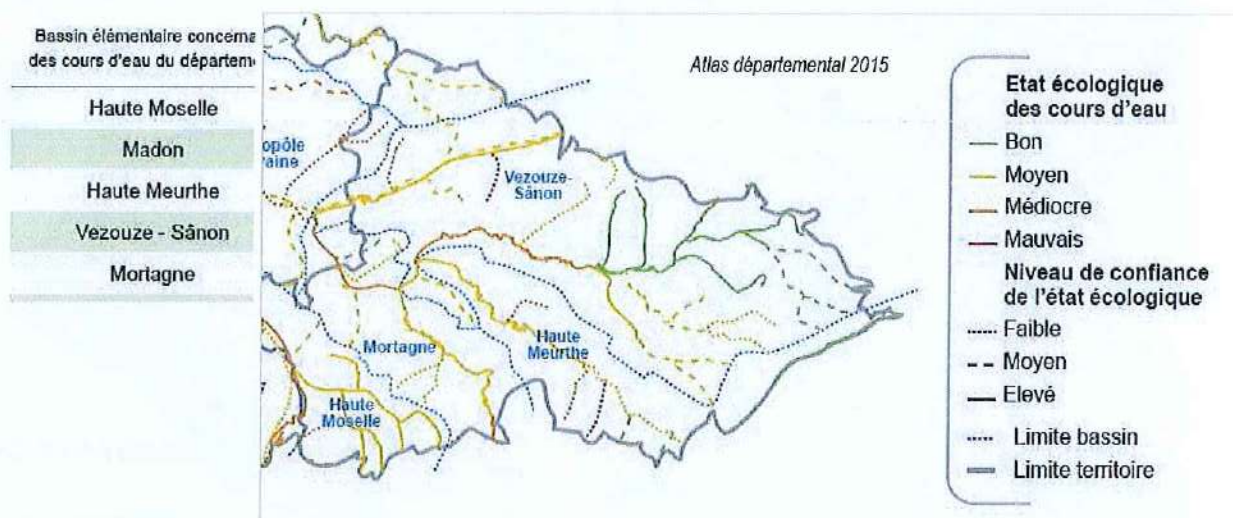 Bassin élémentaire concerna
des cours d'eau du départeme
Haute Moselle
Madon
Haute Meurthe
Vezouze - Sânon
Mortagne
Atlas départemental 2015
opôle
raine
Vezouze-
Sânon
Mortagne
Haute
Meurthe
Haute
Moselle
Etat écologique
des cours d'eau
Bon
Moyen
Médiocre
Mauvais
Niveau de confiance
de l'état écologique
Faible
Moyen
Elevé
Limite bassin
Limite territoire